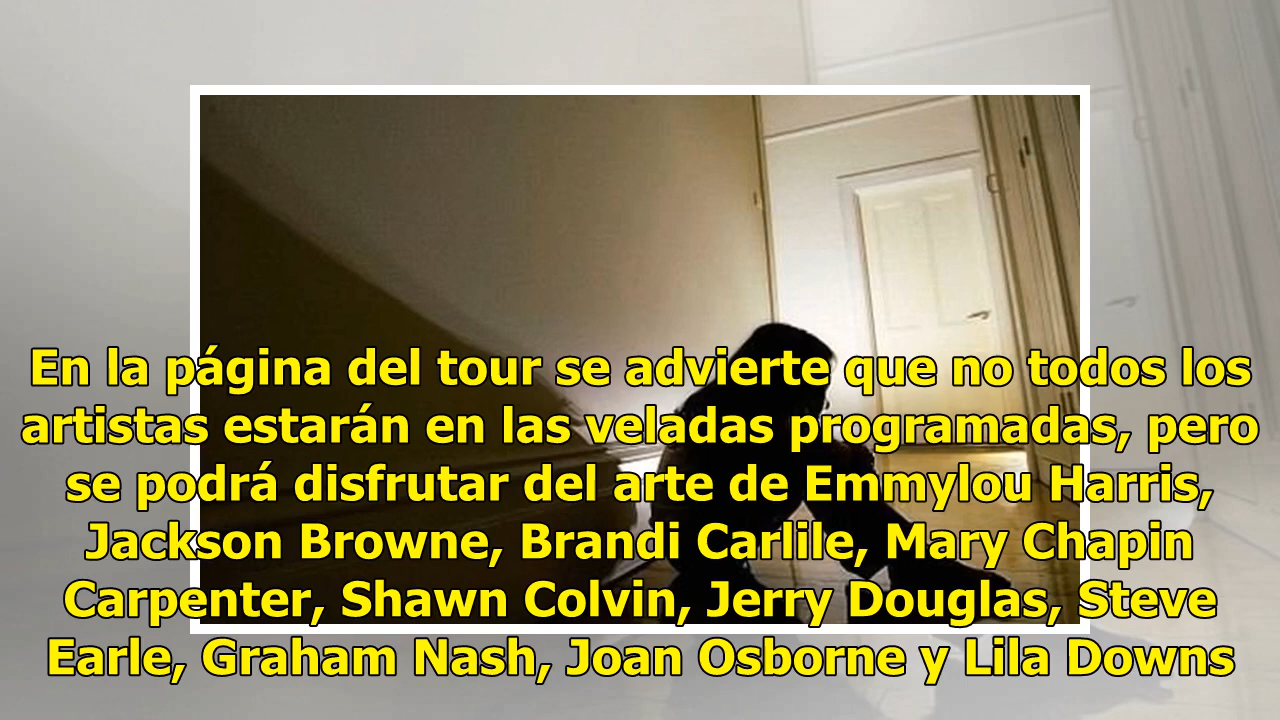 En la página del tour se advierte que no todos los
artistas estarán en las veladas programadas, pero
se podrá disfrutar del arte de Emmylou Harris,
Jackson Browne, Brandi Carlile, Mary Chapin
Carpenter, Shawn Colvin, Jerry Douglas, Steve
Earle, Graham Nash, Joan Osborne y Lila Downs